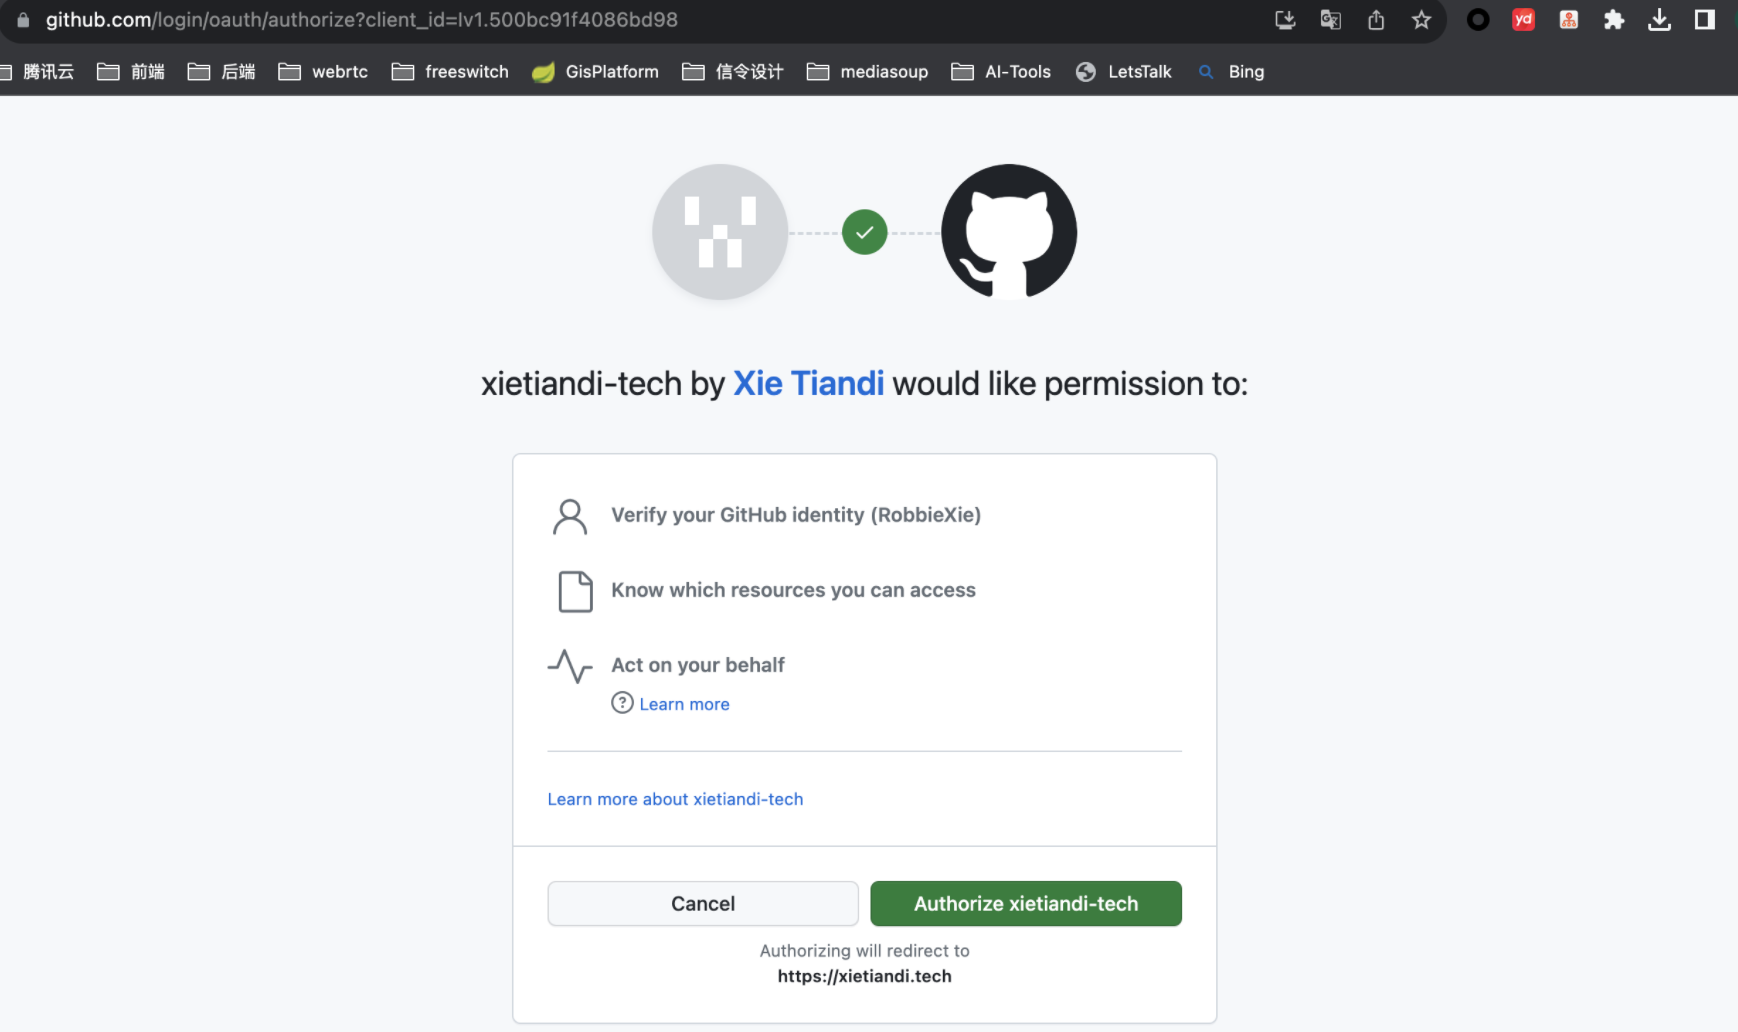 github.com/login/oauth/authorize?client_id=lv1.500bc91f4086bd98
yd
腾讯云 前端 后端 webrtc freeswitch GisPlatform 信令设计 mediasoup AI-Tools LetsTalk Bing
xietiandi-tech by Xie Tiandi would like permission to:
Verify your GitHub identity (RobbieXie)
Know which resources you can access
Act on your behalf
Learn more
Learn more about xietiandi-tech
Cancel Authorize xietiandi-tech
Authorizing will redirect to
https://xietiandi.tech